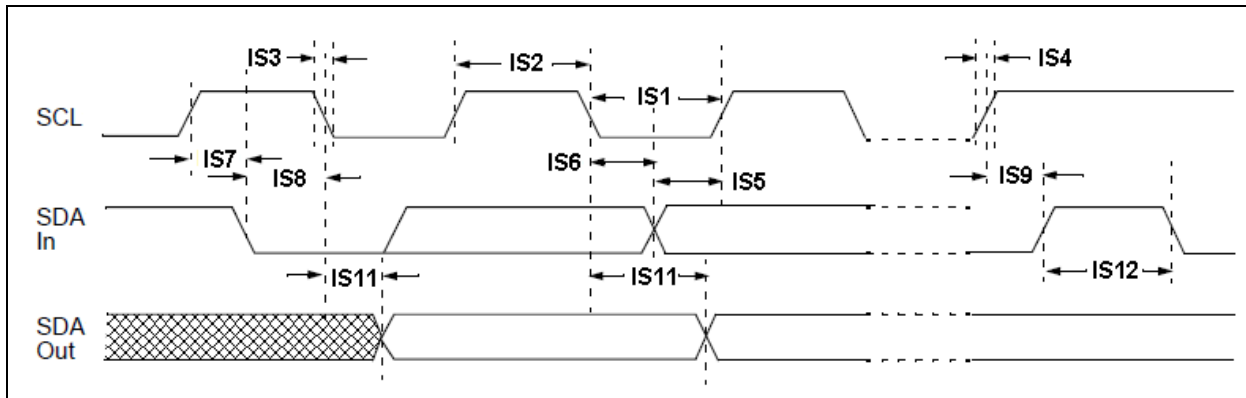 IS3
IS2
IS4
IS1
SCL
IS7
IS6
IS8
IS5
IS9
SDA
In
IS11
IS11
IS12
SDA
Out